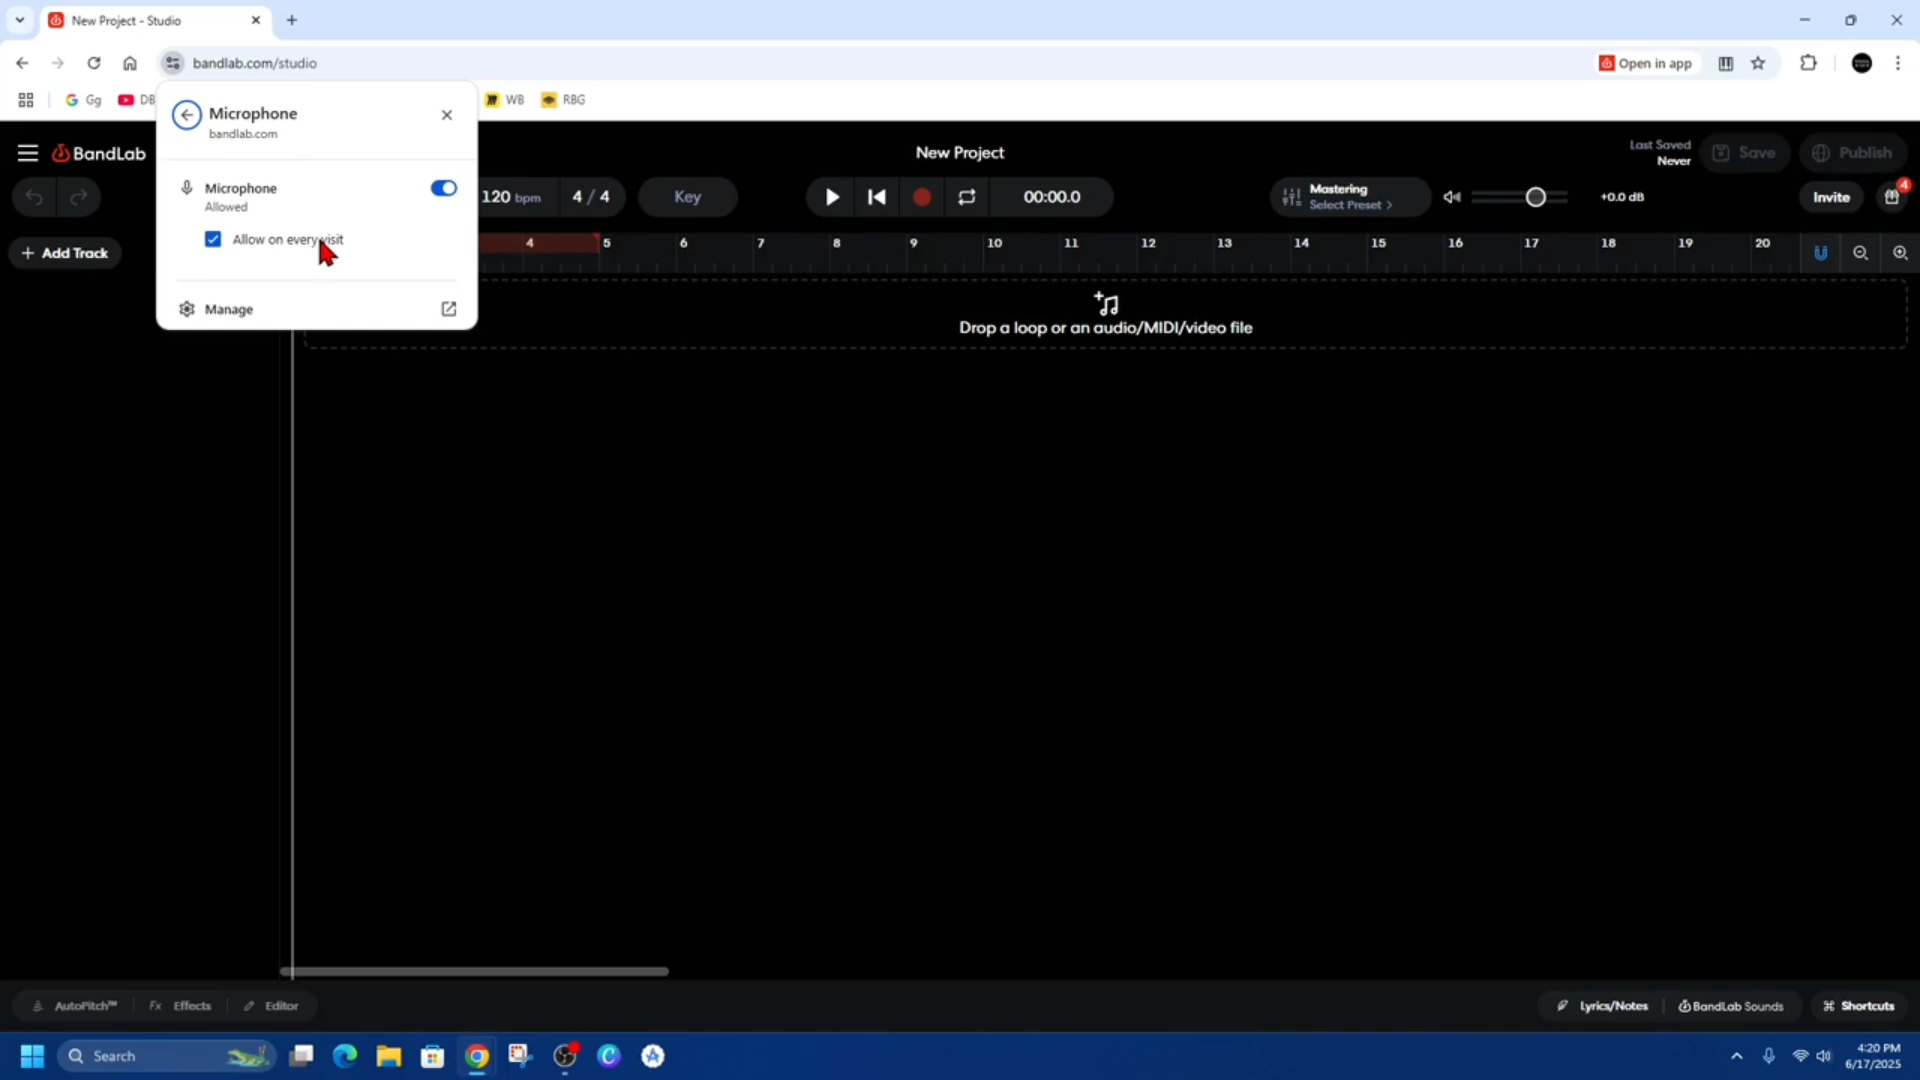 New Project - Studio
bandlab.com/studio
Open in app
Gg
DB
WB
RBG
Microphone
bandlab.com
Microphone
Allowed
Allow on every visit
Manage
BandLab
New Project
Last Saved
Never
Save
Publish
120 bpm
4 / 4
Key
00:00.0
Mastering
Select Preset >
+0.0 dB
Invite
4
+ Add Track
4 5 6 7 8 9 10 11 12 13 14 15 16 17 18 19 20
Drop a loop or an audio/MIDI/video file
AutoPitch™
Fx Effects
Editor
Lyrics/Notes
BandLab Sounds
⌘ Shortcuts
Search
4:20 PM
6/17/2025